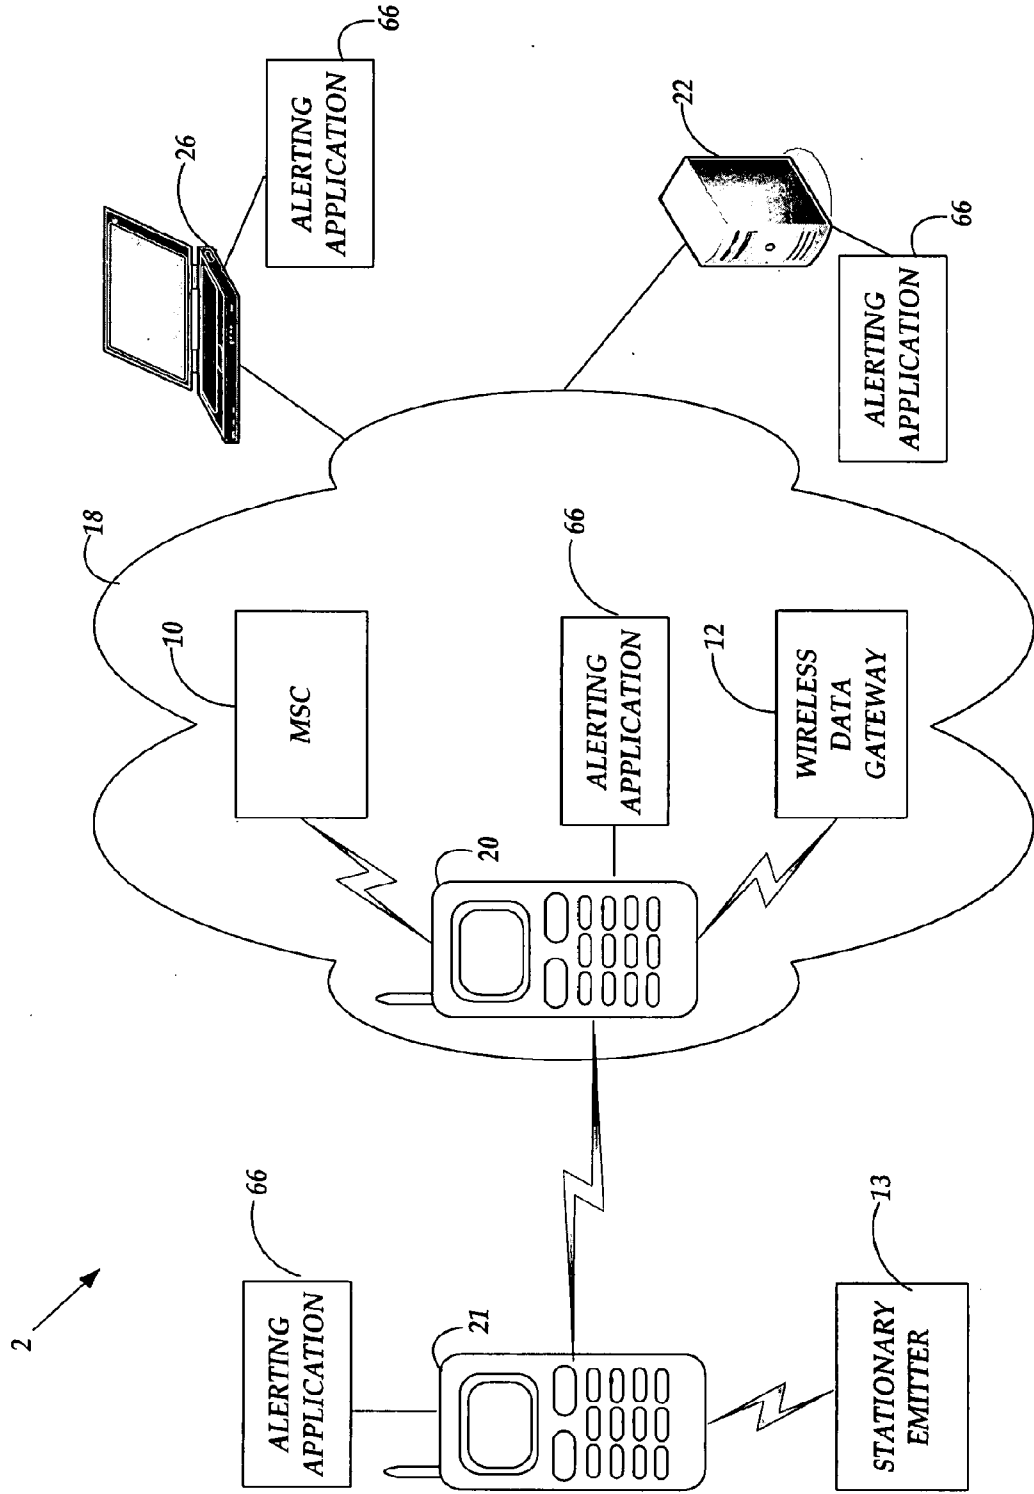 2
ALERTING
APPLICATION
66
21
STATIONARY
EMITTER
13
18
10
MSC
20
ALERTING
APPLICATION
66
12
WIRELESS
DATA
GATEWAY
26
ALERTING
APPLICATION
66
22
ALERTING
APPLICATION
66